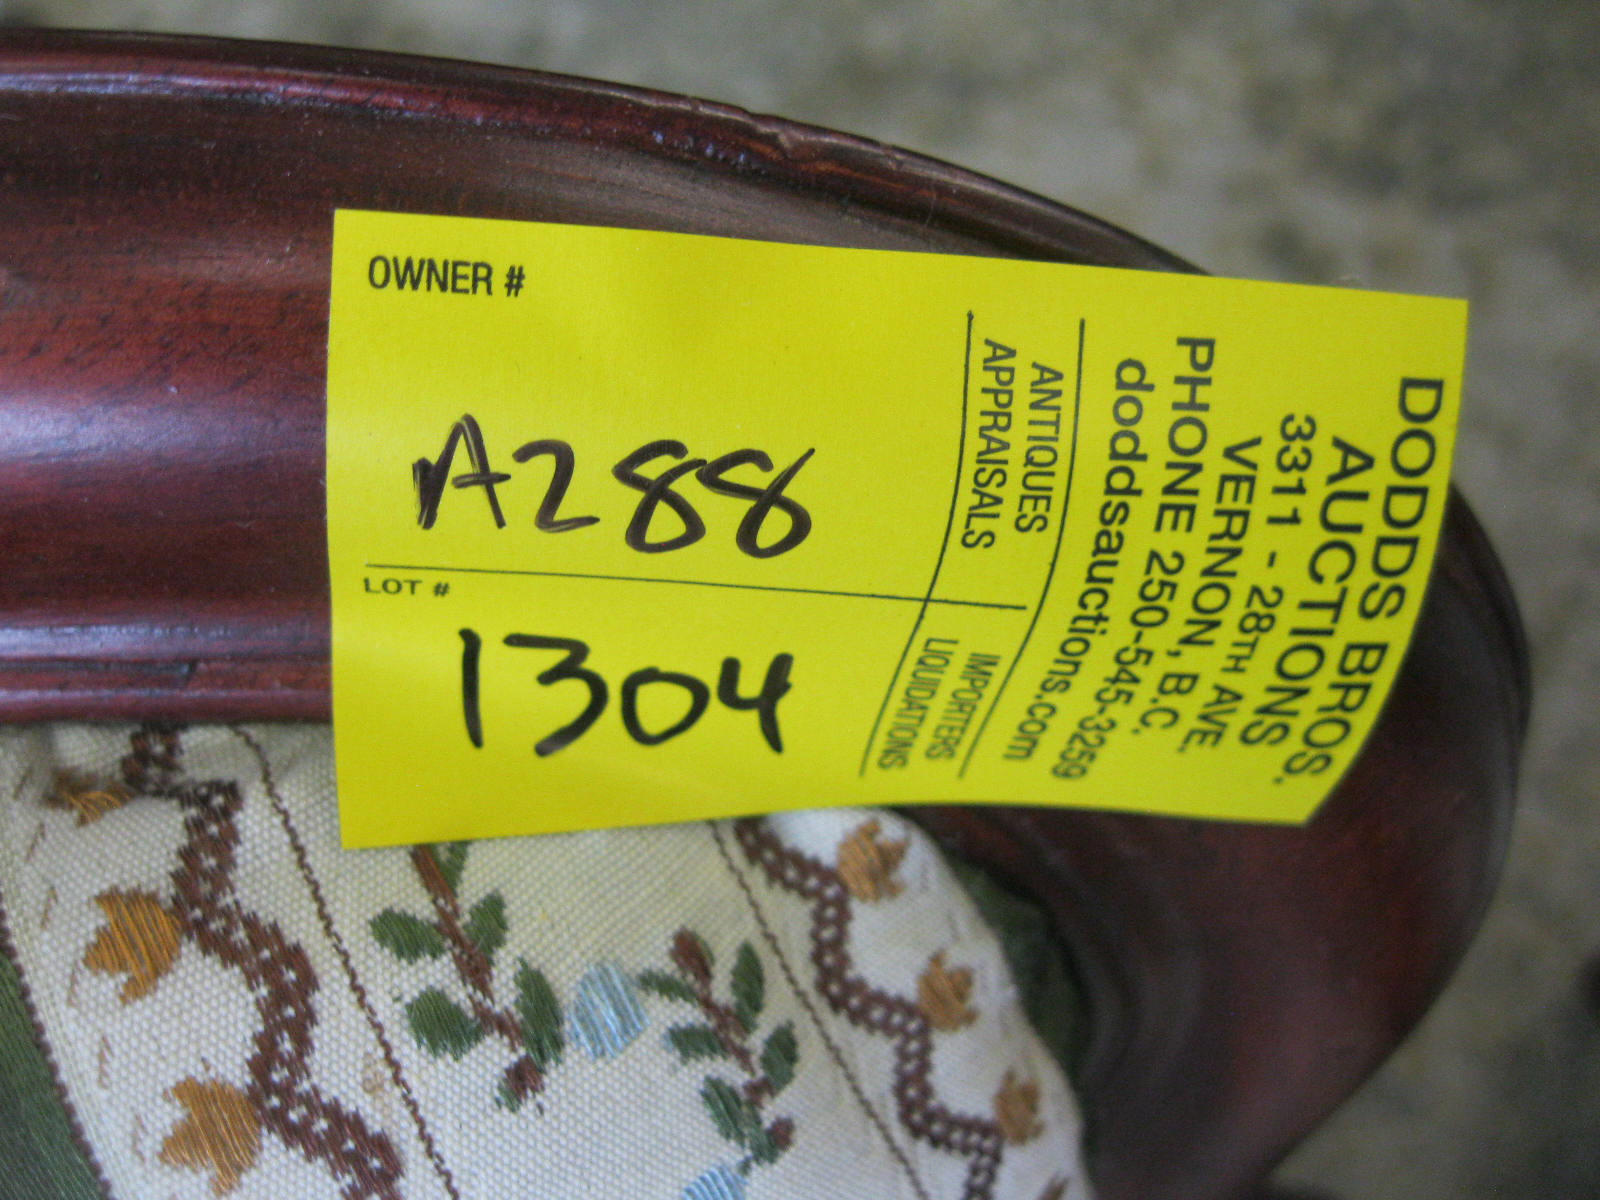 DODDS BROS.
AUCTIONS
3311 - 28TH AVE.
VERNON, B.C.
PHONE 250-545-3259
doddsauctions.com
ANTIQUES
APPRAISALS
IMPORTERS
LIQUIDATIONS
OWNER #
A288
LOT #
1304